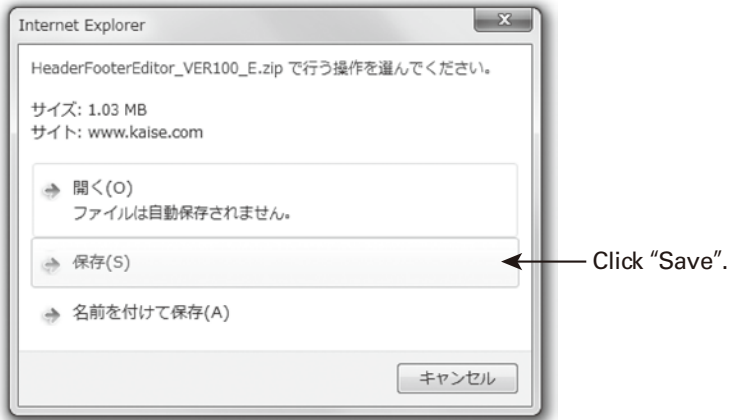 Internet Explorer
HeaderFooterEditor_VER100_E.zip で行う操作を選んでください。
サイズ: 1.03 MB
サイト: www.kaise.com
開く(O)
ファイルは自動保存されません。
保存(S)
Click “Save”.
名前を付けて保存(A)
キャンセル